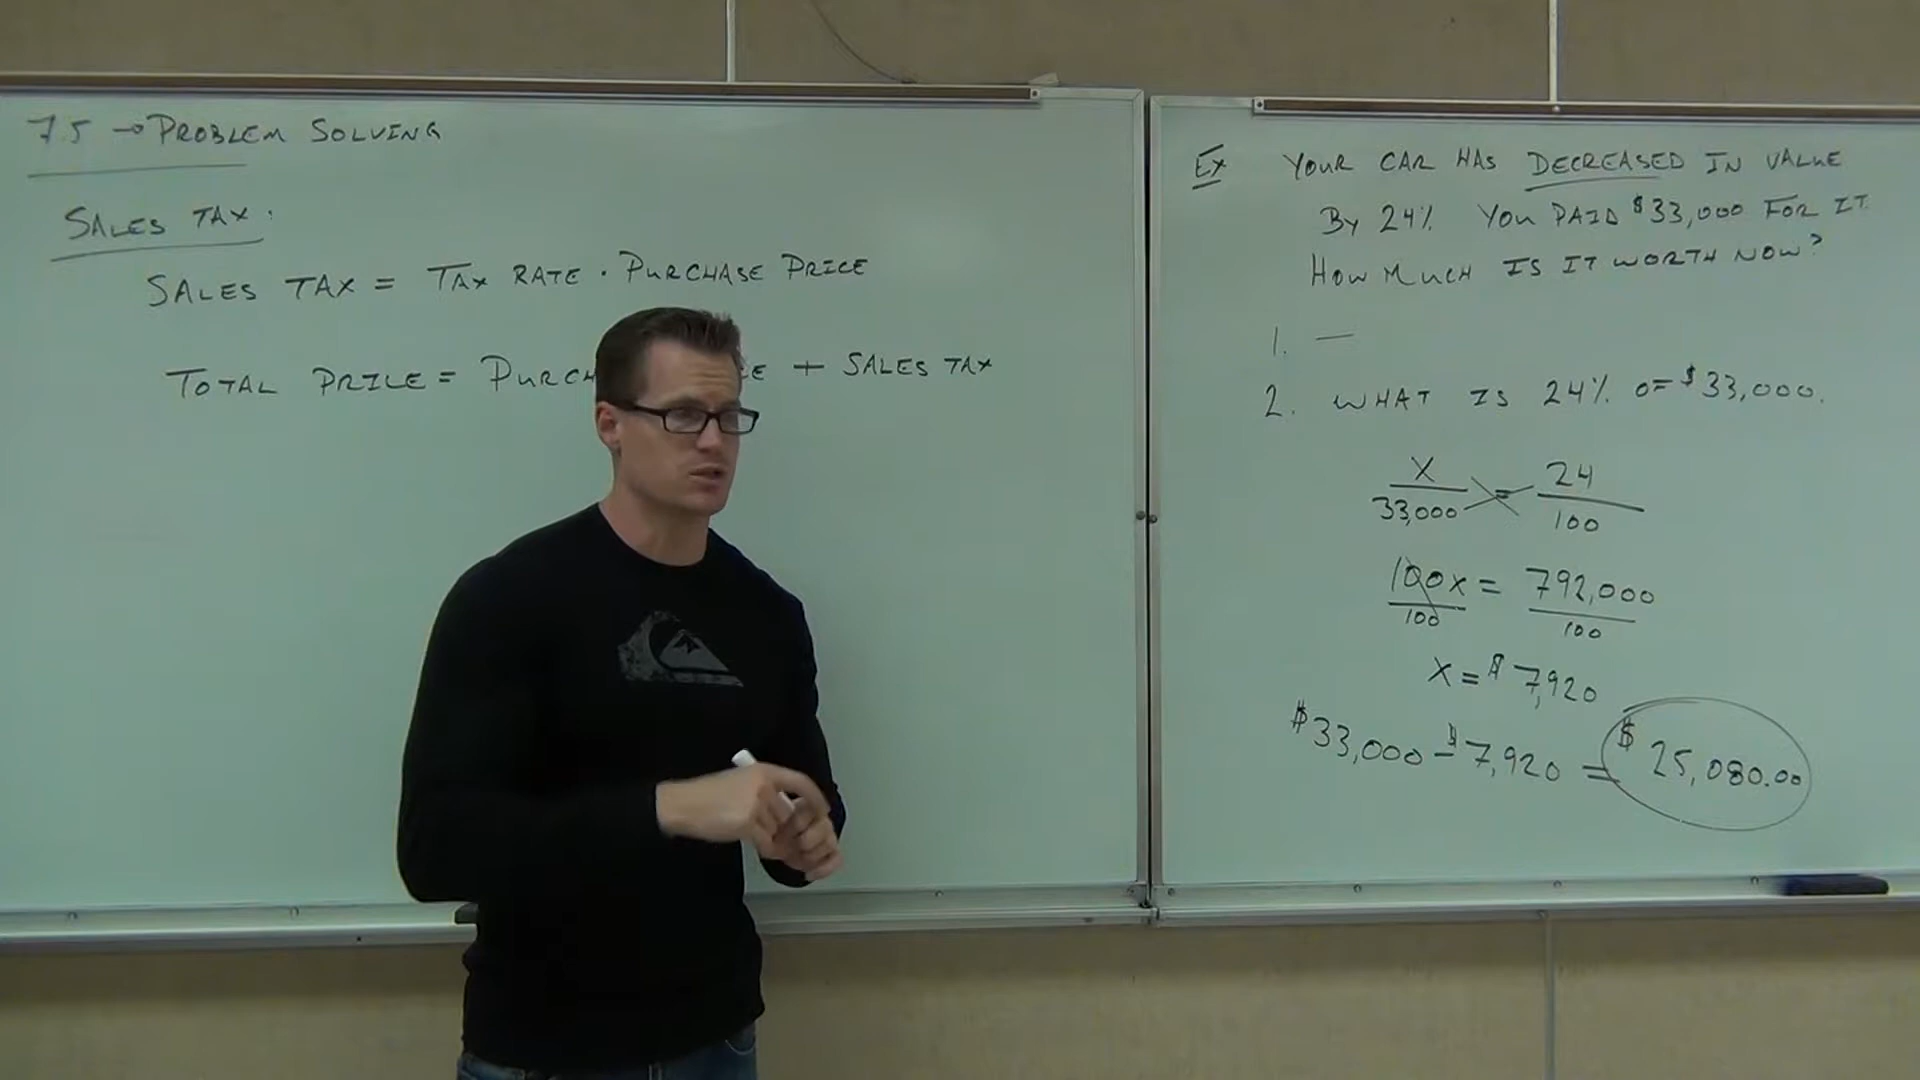 7.5 → PROBLEM SOLVING
SALES TAX:
SALES TAX = TAX RATE · PURCHASE PRICE
TOTAL PRICE = PURCH E + SALES TAX
EX YOUR CAR HAS DECREASED IN VALUE
BY 24% YOU PAID $33,000 FOR IT
HOW MUCH IS IT WORTH NOW?
1. —
2. WHAT IS 24% OF $33,000.
X/33,000 = 24/100
100x/100 = 792,000/100
X = $7,920
$33,000 - $7,920 = $25,080.00